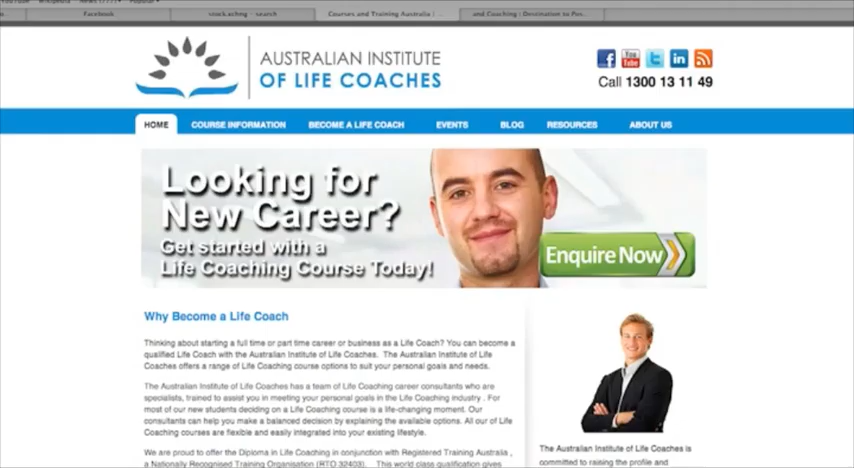 Facebook
stock.xchng - search
Courses and Training Australia | ...
and Coaching | Destination to Pos...
AUSTRALIAN INSTITUTE
OF LIFE COACHES
You
Tube
Call 1300 13 11 49
HOME COURSE INFORMATION BECOME A LIFE COACH EVENTS BLOG RESOURCES ABOUT US
Looking for
New Career?
Get started with a
Life Coaching Course Today!
Enquire Now
Why Become a Life Coach
Thinking about starting a full time or part time career or business as a Life Coach? You can become a
qualified Life Coach with the Australian Institute of Life Coaches. The Australian Institute of Life
Coaches offers a range of Life Coaching course options to suit your personal goals and needs.
The Australian Institute of Life Coaches has a team of Life Coaching career consultants who are
specialists, trained to assist you in meeting your personal goals in the Life Coaching industry . For
most of our new students deciding on a Life Coaching course is a life-changing moment. Our
consultants can help you make a balanced decision by explaining the available options. All our of Life
Coaching courses are flexible and easily integrated into your existing lifestyle.
We are proud to offer the Diploma in Life Coaching in conjunction with Registered Training Australia ,
a Nationally Recognised Training Organisation (RTO 32403). This world class qualification gives
The Australian Institute of Life Coaches is
committed to raising the profile and